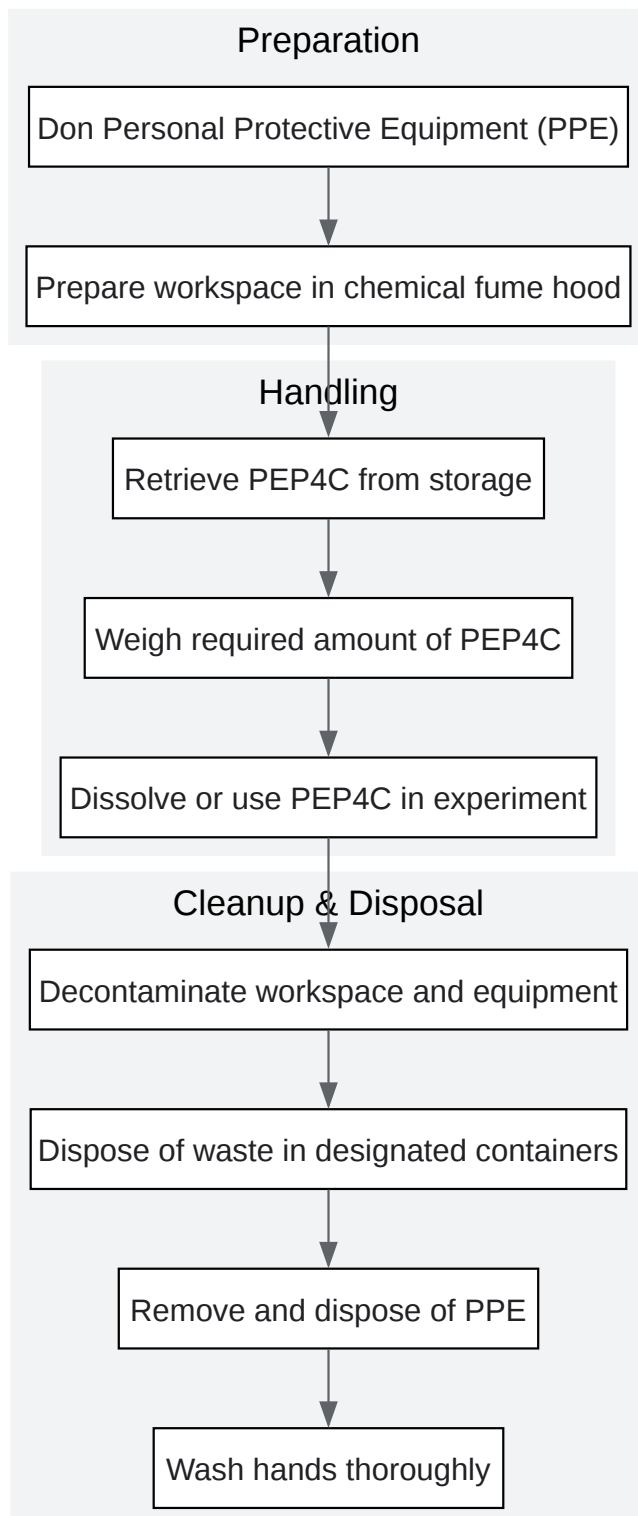 Preparation
Don Personal Protective Equipment (PPE)
Prepare workspace in chemical fume hood
Handling
Retrieve PEP4C from storage
Weigh required amount of PEP4C
Dissolve or use PEP4C in experiment
Cleanup & Disposal
Decontaminate workspace and equipment
Dispose of waste in designated containers
Remove and dispose of PPE
Wash hands thoroughly